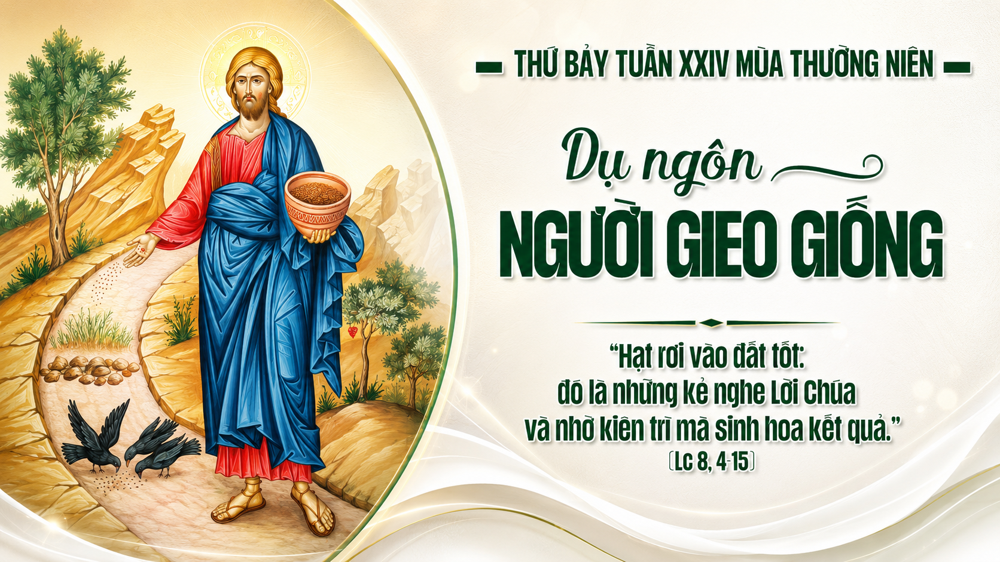 THỨ BẢY TUẦN XXIV MÙA THƯỜNG NIÊN
Dụ ngôn
NGƯỜI GIEO GIỐNG
“Hạt rơi vào đất tốt:
đó là những kẻ nghe Lời Chúa
và nhờ kiên trì mà sinh hoa kết quả.”
(Lc 8, 4-15)